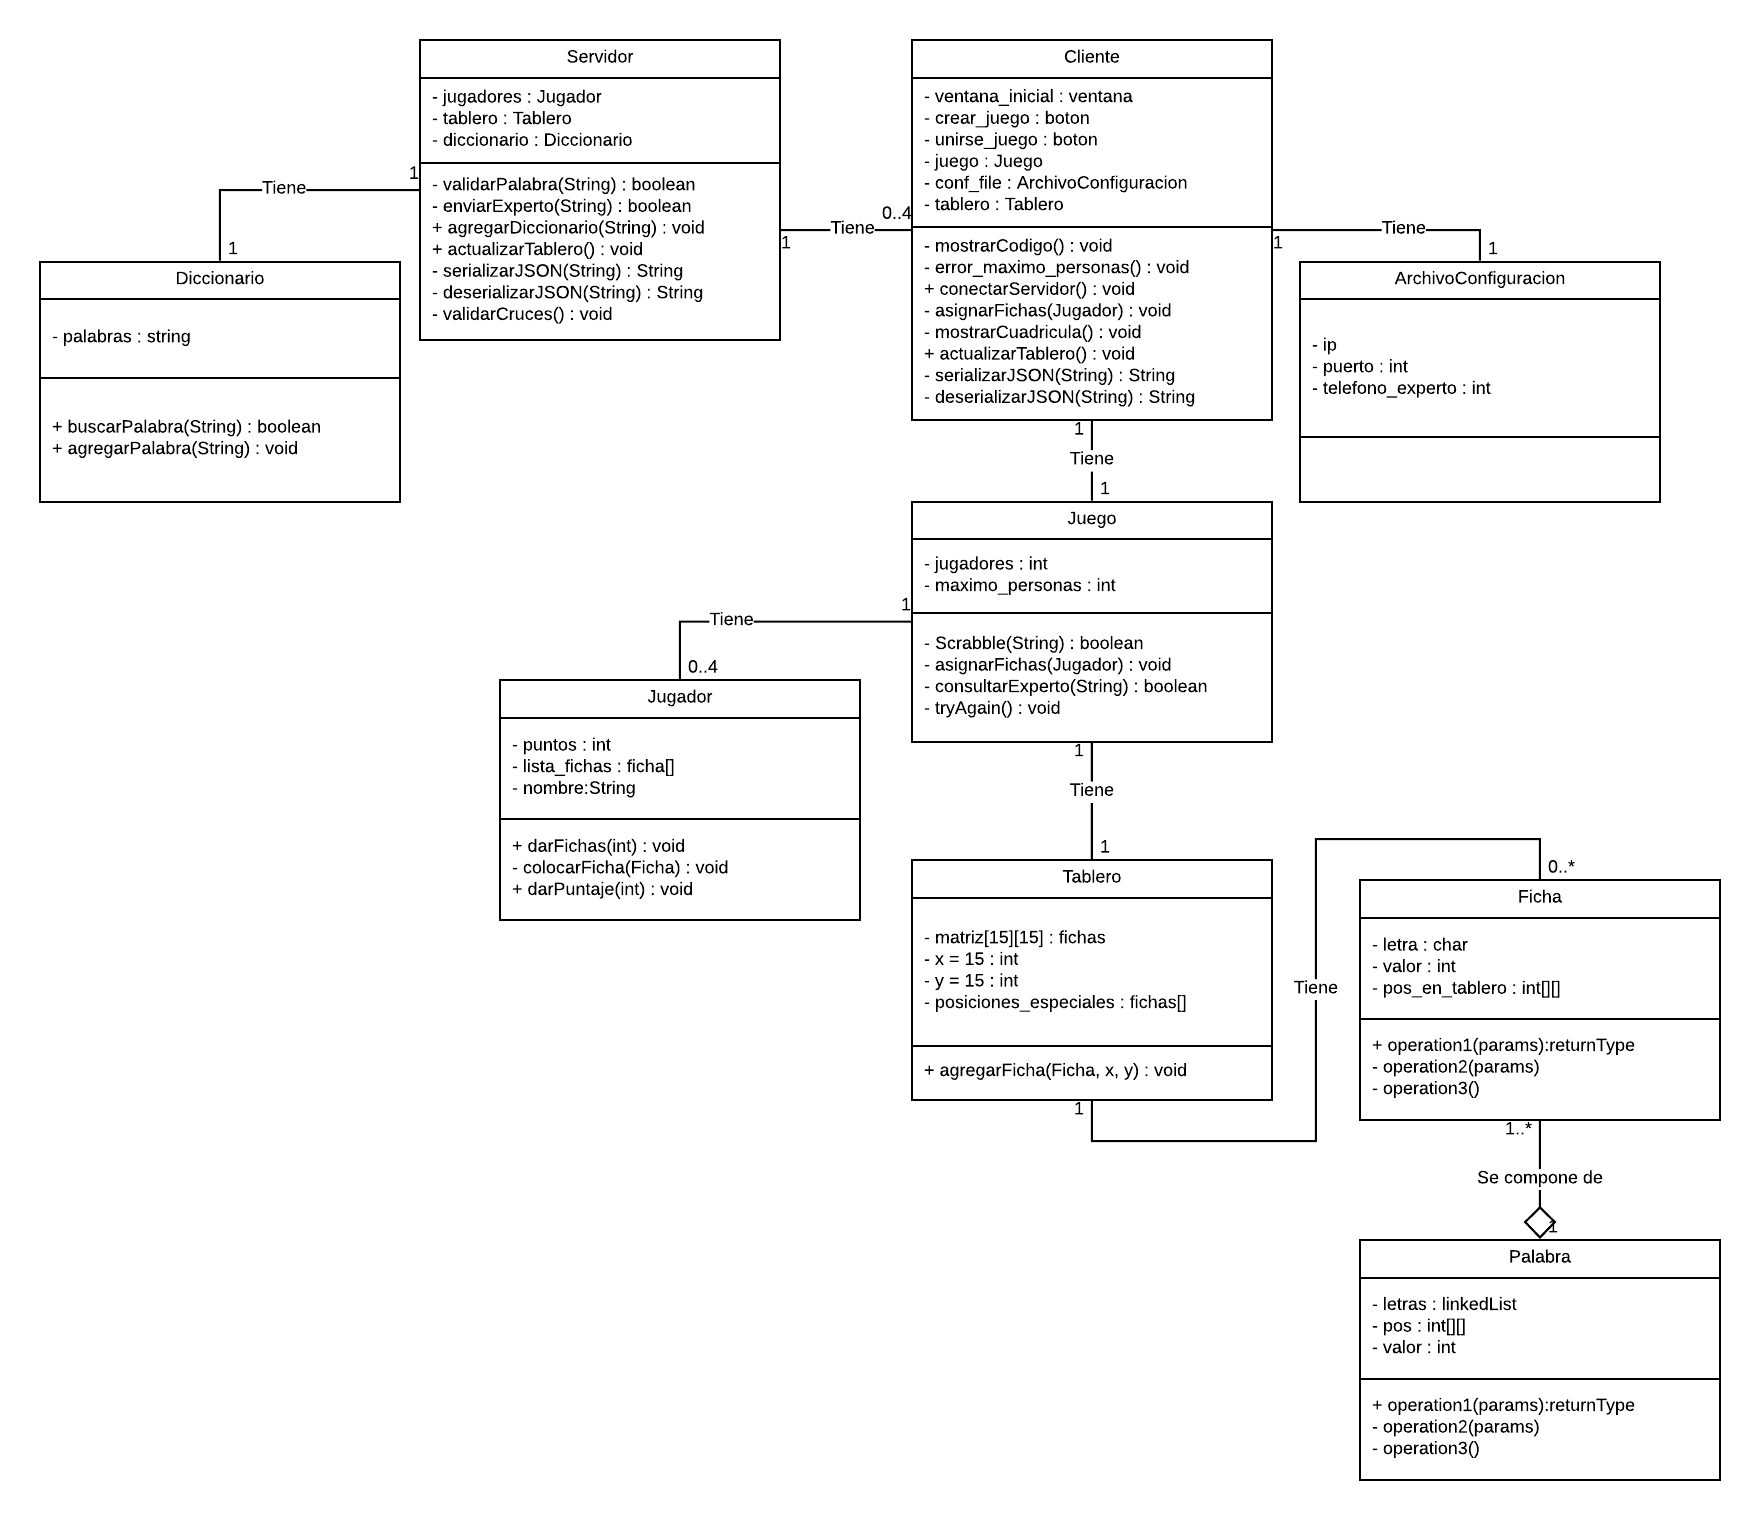 Servidor
- jugadores : Jugador
- tablero : Tablero
- diccionario : Diccionario
- validarPalabra(String) : boolean
- enviarExperto(String) : boolean
+ agregarDiccionario(String) : void
+ actualizarTablero() : void
- serializarJSON(String) : String
- deserializarJSON(String) : String
- validarCruces() : void
1
Tiene
1
Diccionario
- palabras : string
+ buscarPalabra(String) : boolean
+ agregarPalabra(String) : void
1
Tiene
0..4
Cliente
- ventana_inicial : ventana
- crear_juego : boton
- unirse_juego : boton
- juego : Juego
- conf_file : ArchivoConfiguracion
- tablero : Tablero
- mostrarCodigo() : void
- error_maximo_personas() : void
+ conectarServidor() : void
- asignarFichas(Jugador) : void
- mostrarCuadricula() : void
+ actualizarTablero() : void
- serializarJSON(String) : String
- deserializarJSON(String) : String
1
Tiene
1
ArchivoConfiguracion
- ip
- puerto : int
- telefono_experto : int
1
Tiene
1
Juego
- jugadores : int
- maximo_personas : int
- Scrabble(String) : boolean
- asignarFichas(Jugador) : void
- consultarExperto(String) : boolean
- tryAgain() : void
1
Tiene
0..4
Jugador
- puntos : int
- lista_fichas : ficha[]
- nombre:String
+ darFichas(int) : void
- colocarFicha(Ficha) : void
+ darPuntaje(int) : void
1
Tiene
1
Tablero
- matriz[15][15] : fichas
- x = 15 : int
- y = 15 : int
- posiciones_especiales : fichas[]
+ agregarFicha(Ficha, x, y) : void
1
Tiene
0..*
Ficha
- letra : char
- valor : int
- pos_en_tablero : int[][]
+ operation1(params):returnType
- operation2(params)
- operation3()
1..*
Se compone de
1
Palabra
- letras : linkedList
- pos : int[][]
- valor : int
+ operation1(params):returnType
- operation2(params)
- operation3()